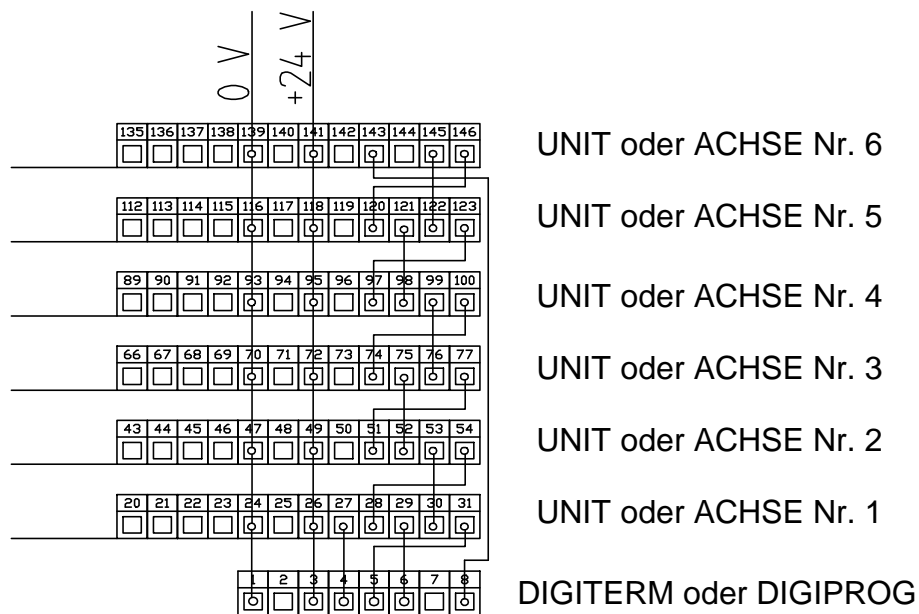 0 V
+24 V
135 136 137 138 139 140 141 142 143 144 145 146
UNIT oder ACHSE Nr. 6
112 113 114 115 116 117 118 119 120 121 122 123
UNIT oder ACHSE Nr. 5
89 90 91 92 93 94 95 96 97 98 99 100
UNIT oder ACHSE Nr. 4
66 67 68 69 70 71 72 73 74 75 76 77
UNIT oder ACHSE Nr. 3
43 44 45 46 47 48 49 50 51 52 53 54
UNIT oder ACHSE Nr. 2
20 21 22 23 24 25 26 27 28 29 30 31
UNIT oder ACHSE Nr. 1
1 2 3 4 5 6 7 8
DIGITERM oder DIGIPROG